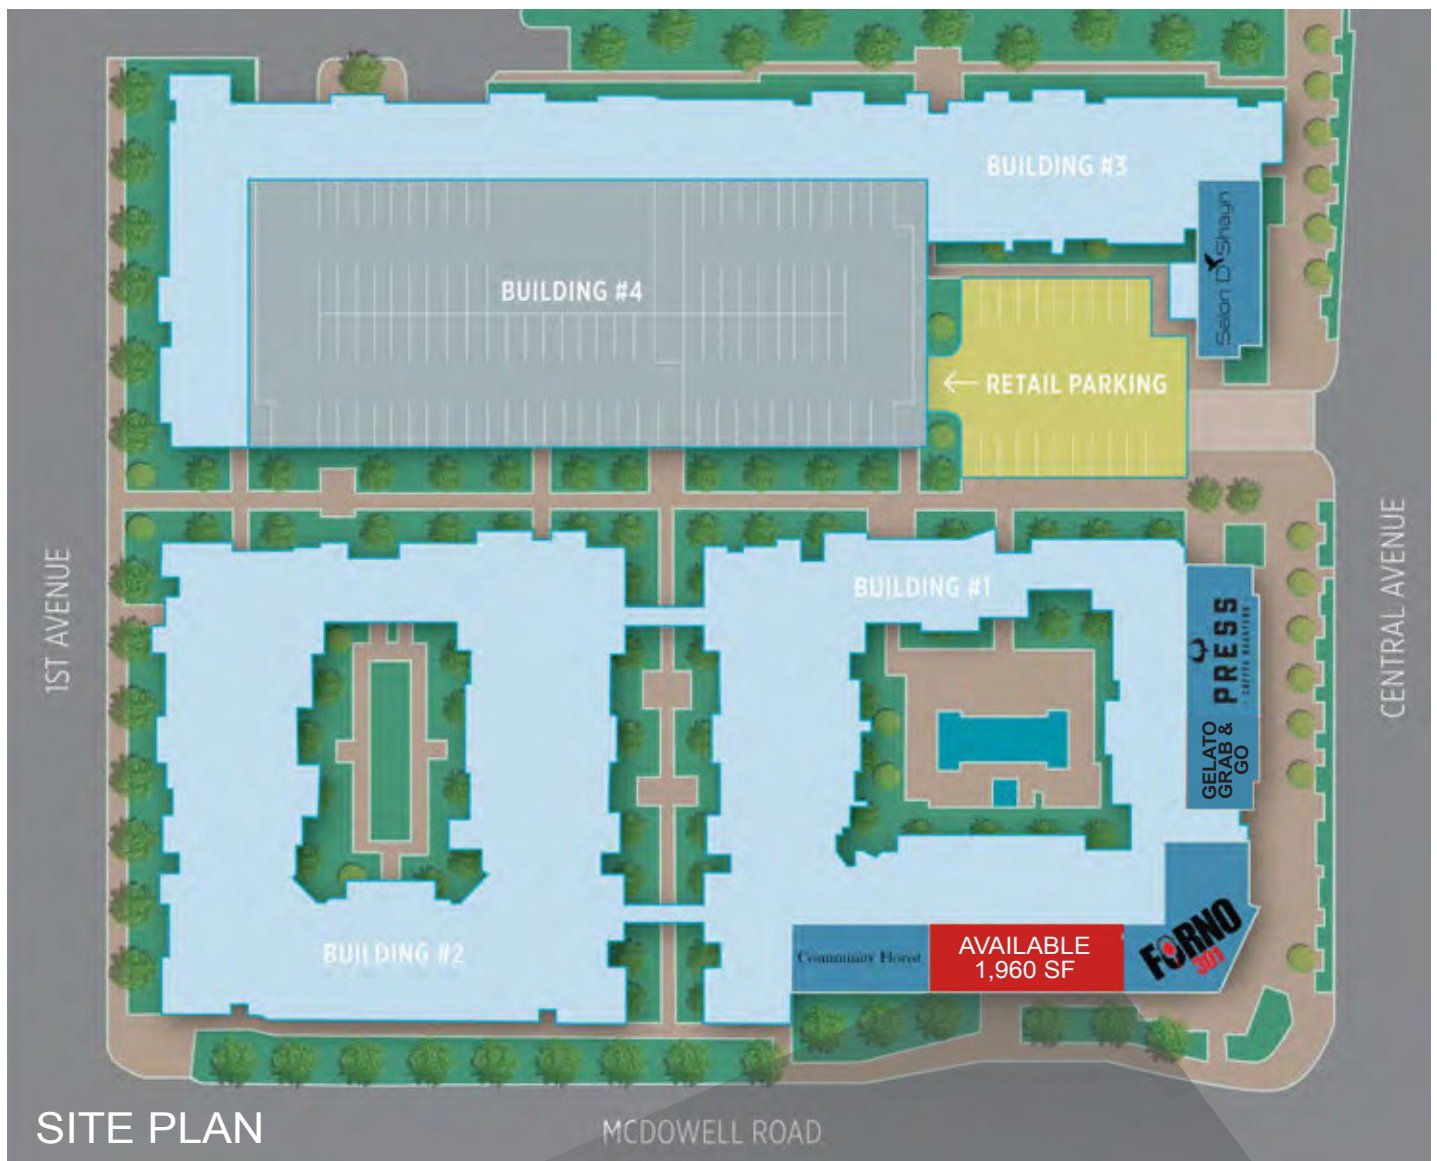 BUILDING #3
Salon D'Shayn
BUILDING #4
← RETAIL PARKING
1ST AVENUE
CENTRAL AVENUE
BUILDING #1
PRESS
COFFEE ROASTERS
GELATO
GRAB &
GO
BUILDING #2
Community Florist
AVAILABLE
1,960 SF
FORNO
301
SITE PLAN
MCDOWELL ROAD